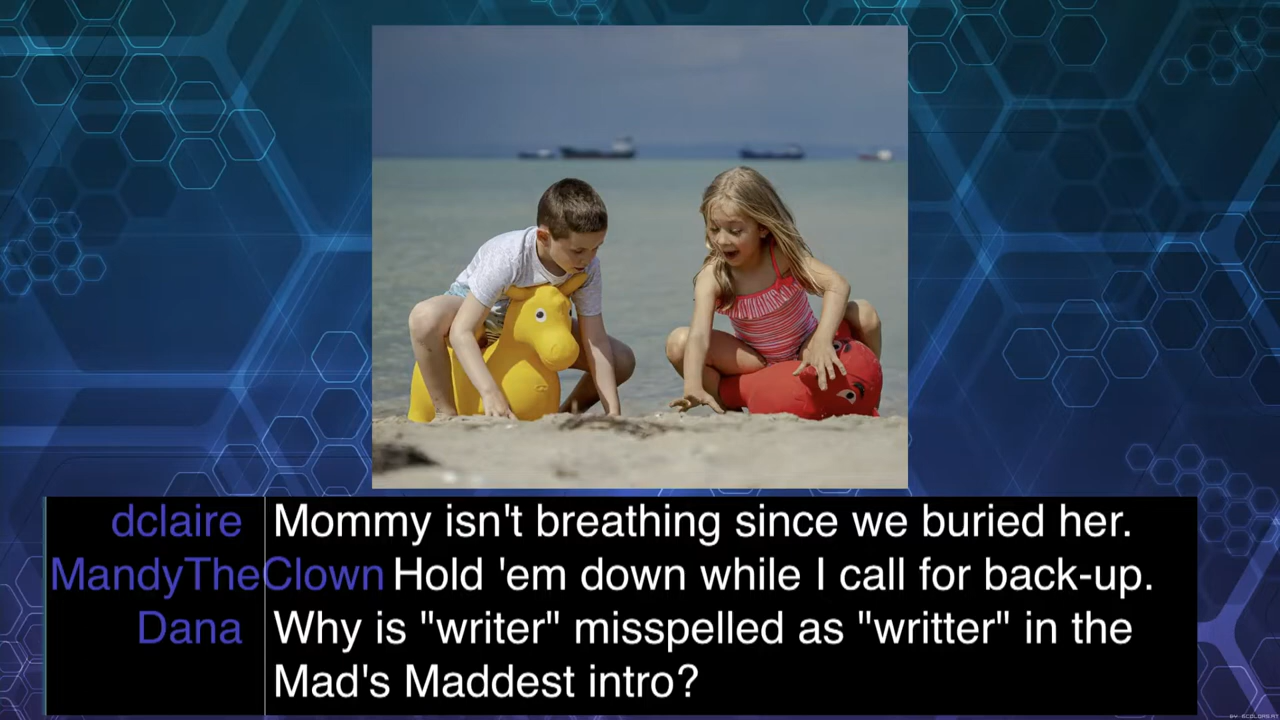 dclaire Mommy isn't breathing since we buried her.
MandyTheClown Hold 'em down while I call for back-up.
Dana Why is "writer" misspelled as "writter" in the
Mad's Maddest intro?